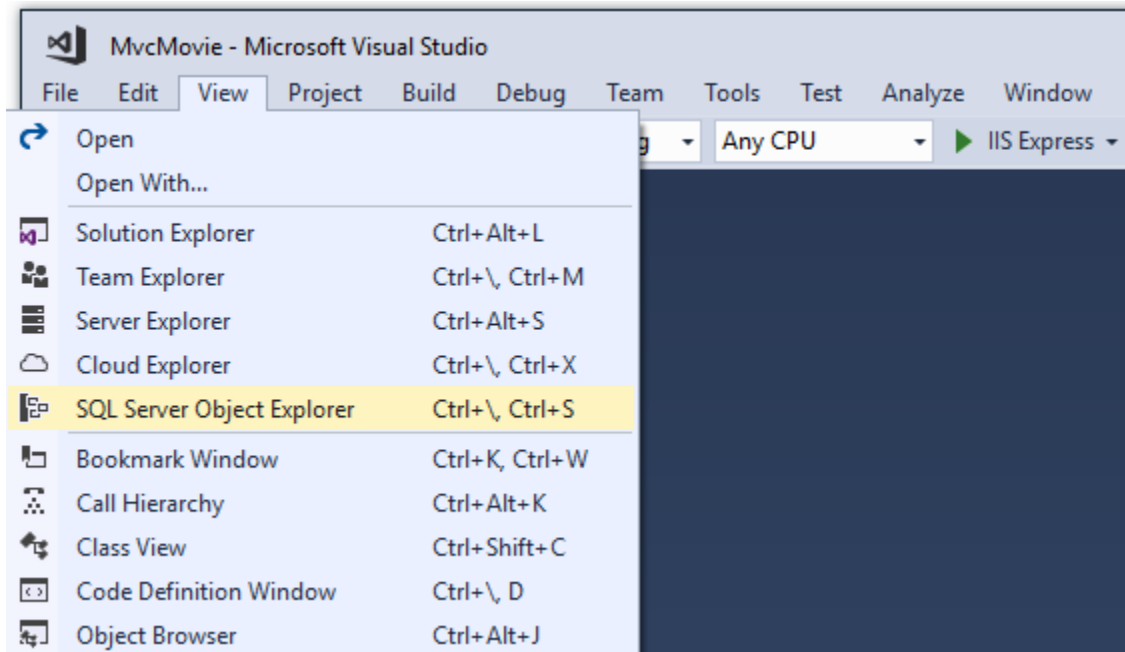 MvcMovie - Microsoft Visual Studio
File Edit View Project Build Debug Team Tools Test Analyze Window
g Any CPU IIS Express
Open
Open With...
Solution Explorer Ctrl+Alt+L
Team Explorer Ctrl+\, Ctrl+M
Server Explorer Ctrl+Alt+S
Cloud Explorer Ctrl+\, Ctrl+X
SQL Server Object Explorer Ctrl+\, Ctrl+S
Bookmark Window Ctrl+K, Ctrl+W
Call Hierarchy Ctrl+Alt+K
Class View Ctrl+Shift+C
Code Definition Window Ctrl+\, D
Object Browser Ctrl+Alt+J